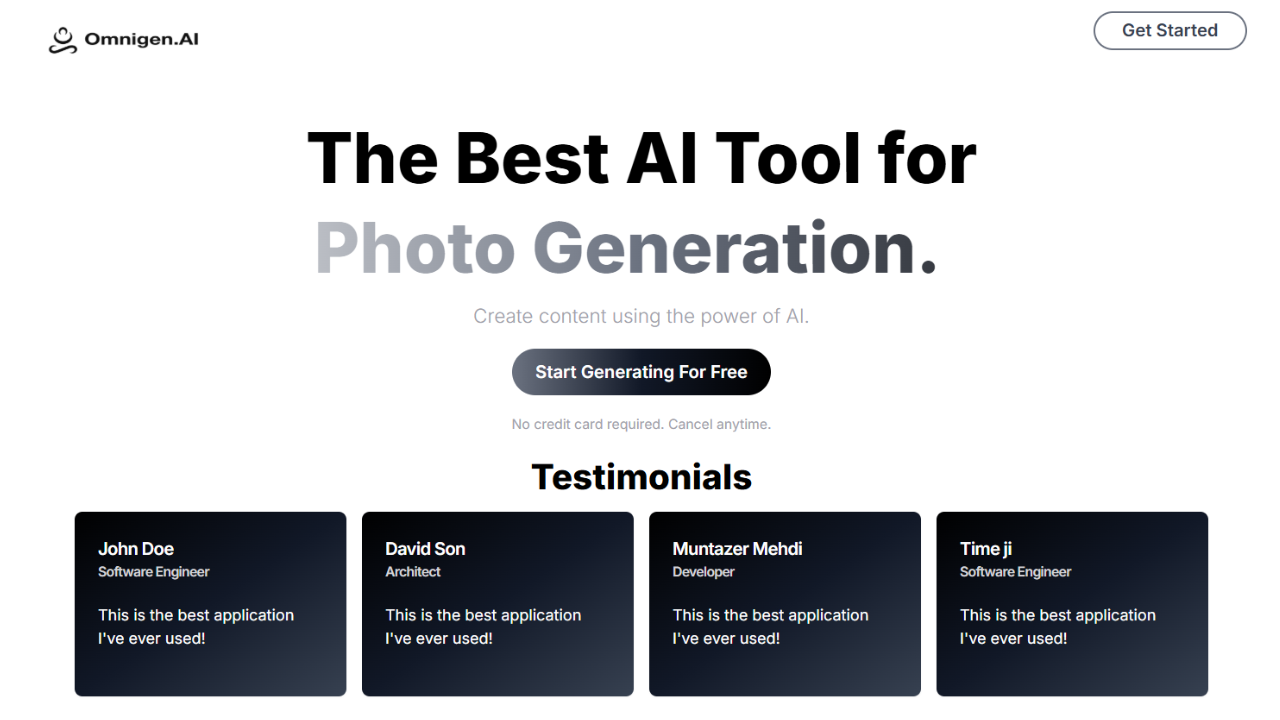 Omnigen.AI
Get Started
The Best AI Tool for
Photo Generation.
Create content using the power of AI.
Start Generating For Free
No credit card required. Cancel anytime.
Testimonials
John Doe
Software Engineer
This is the best application
I've ever used!
David Son
Architect
This is the best application
I've ever used!
Muntazer Mehdi
Developer
This is the best application
I've ever used!
Time ji
Software Engineer
This is the best application
I've ever used!